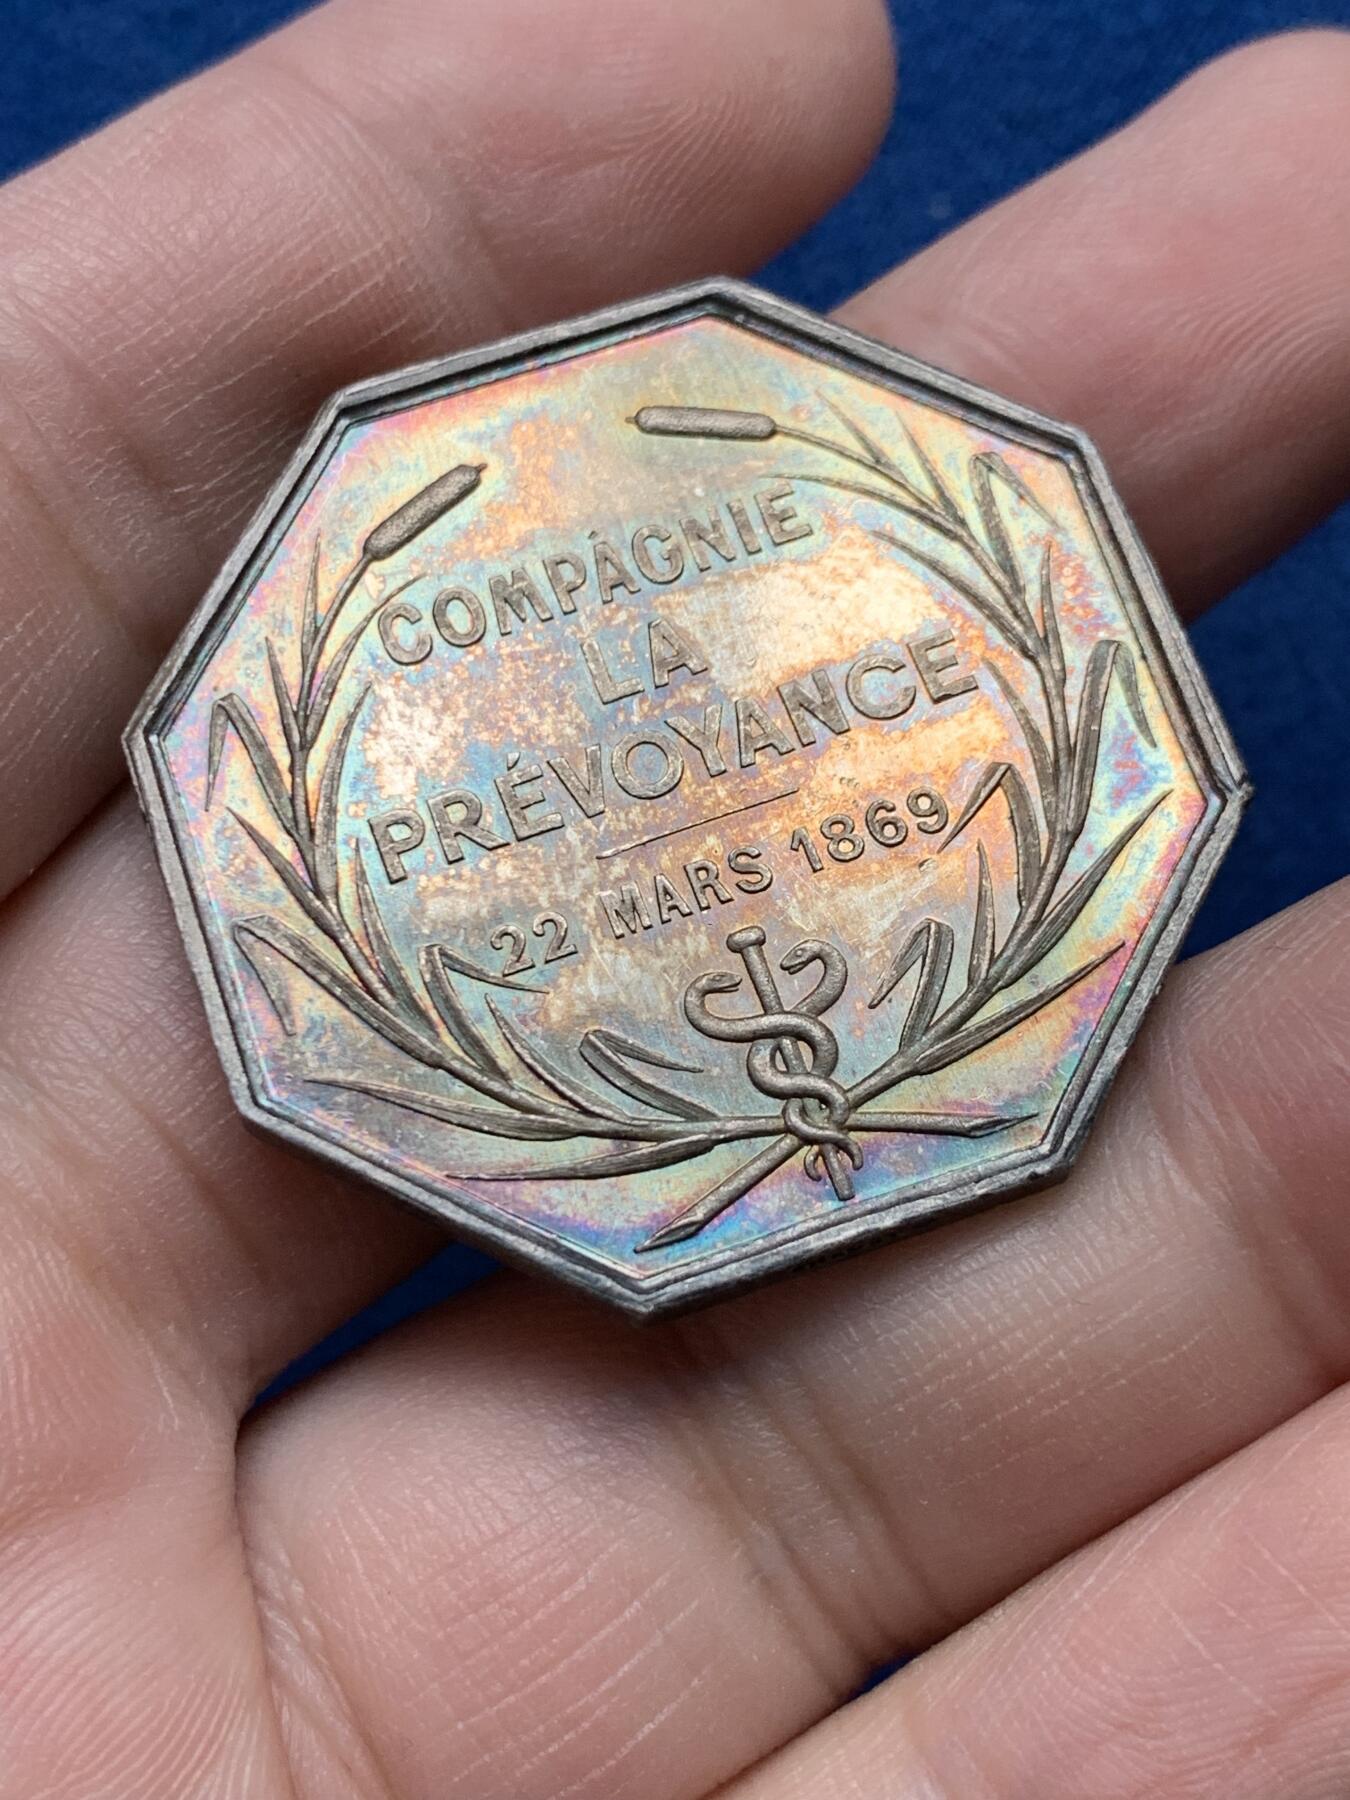 COMPAGNIE
LA
PRÉVOYANCE
22 MARS 1869